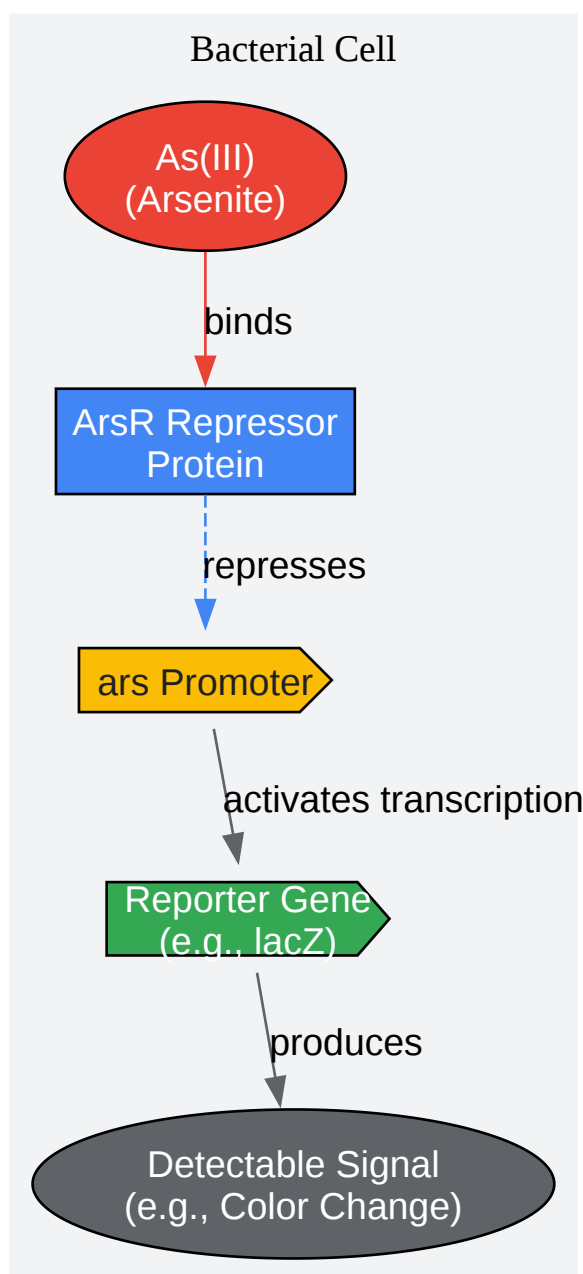 Bacterial Cell
As(III)
(Arsenite)
binds
ArsR Repressor
Protein
represses
ars Promoter
activates transcription
Reporter Gene
(e.g., lacZ)
produces
Detectable Signal
(e.g., Color Change)